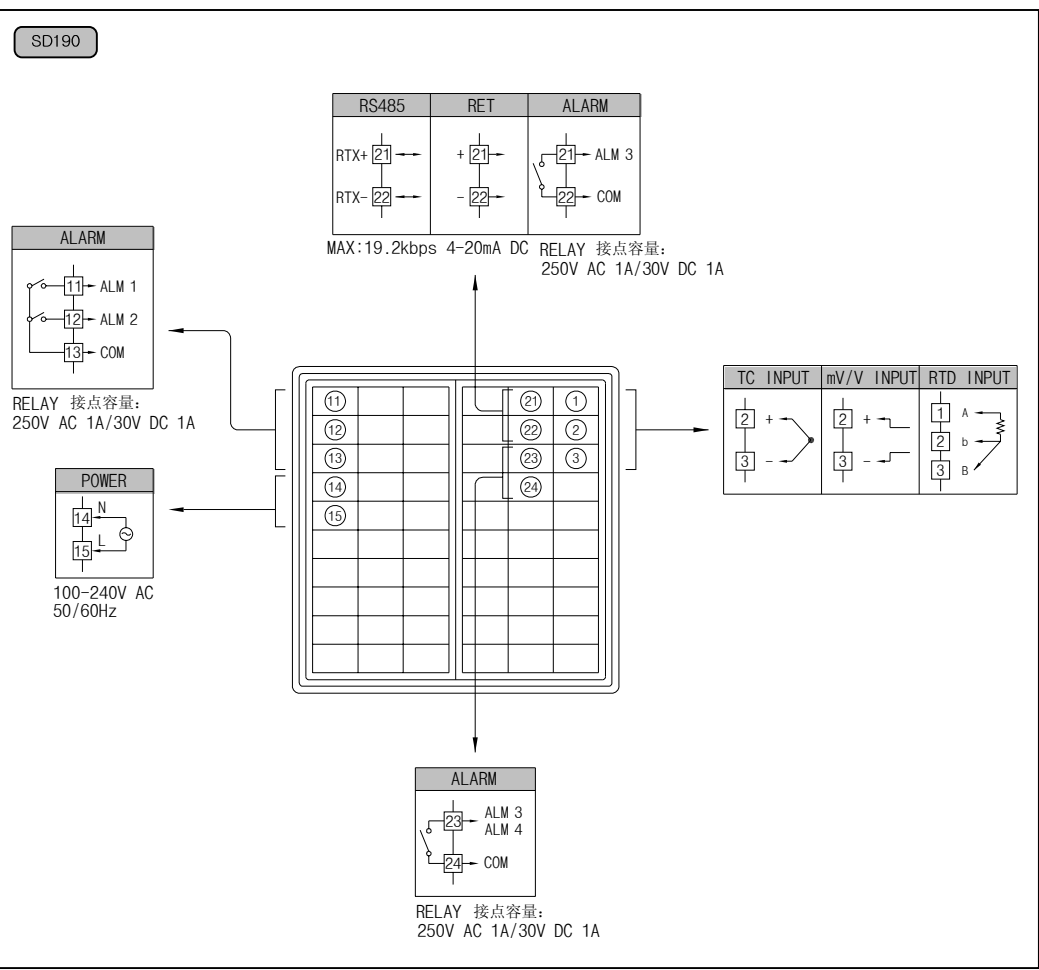 SD190
RS485 RET ALARM
RTX+ 21 + 21 21 ALM 3
RTX- 22 - 22 22 COM
MAX:19.2kbps 4-20mA DC RELAY 接点容量:
250V AC 1A/30V DC 1A
ALARM
11 ALM 1
12 ALM 2
13 COM
RELAY 接点容量:
250V AC 1A/30V DC 1A
POWER
14 N
15 L
100-240V AC
50/60Hz
11 21 1
12 22 2
13 23 3
14 24
15
TC INPUT mV/V INPUT RTD INPUT
2 + 2 + 1 A
2 b
3 - 3 - 3 B
ALARM
23 ALM 3
ALM 4
24 COM
RELAY 接点容量:
250V AC 1A/30V DC 1A